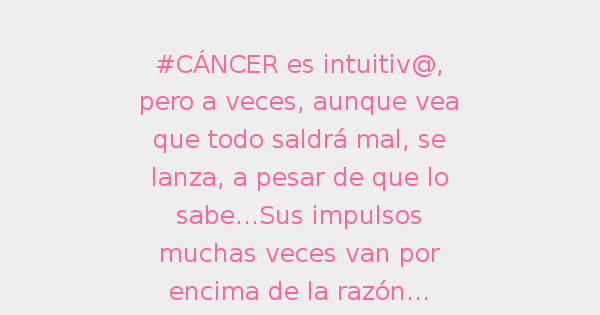 #CÁNCER es intuitiv@,
pero a veces, aunque vea
que todo saldrá mal, se
lanza, a pesar de que lo
sabe...Sus impulsos
muchas veces van por
encima de la razón...